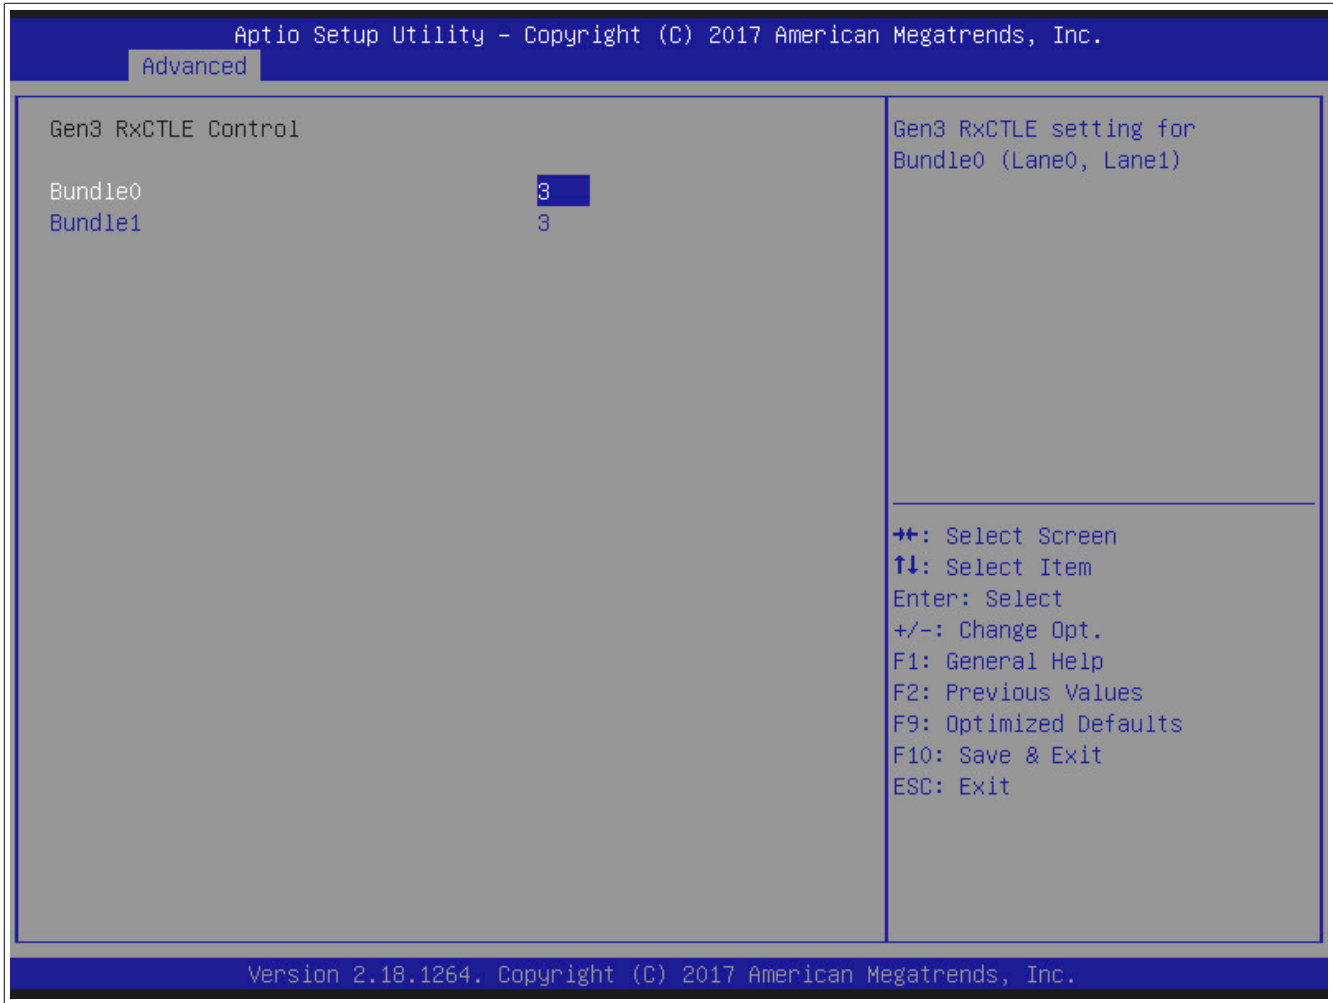 Aptio Setup Utility – Copyright (C) 2017 American Megatrends, Inc.
Advanced
Gen3 RxCTLE Control
Bundle0 3
Bundle1 3
Gen3 RxCTLE setting for
Bundle0 (Lane0, Lane1)
→←: Select Screen
↑↓: Select Item
Enter: Select
+/-: Change Opt.
F1: General Help
F2: Previous Values
F9: Optimized Defaults
F10: Save & Exit
ESC: Exit
Version 2.18.1264. Copyright (C) 2017 American Megatrends, Inc.